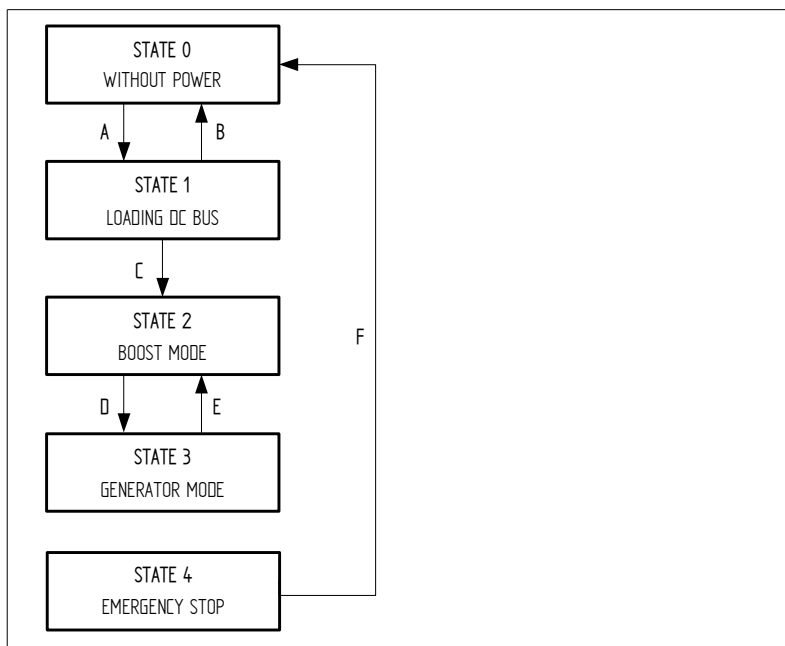 STATE 0
WITHOUT POWER
A
B
STATE 1
LOADING DC BUS
C
STATE 2
BOOST MODE
F
D
E
STATE 3
GENERATOR MODE
STATE 4
EMERGENCY STOP